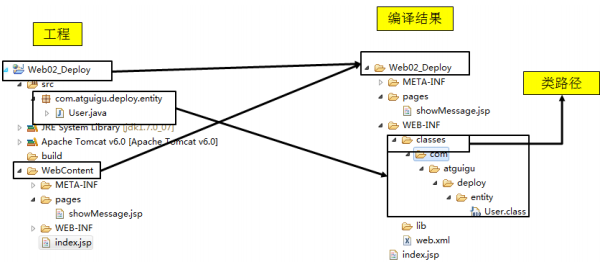 工程
Web02_Deploy
src
com.atguigu.deploy.entity
User.java
JRE System Library [jdk1.7.0_07]
Apache Tomcat v6.0 [Apache Tomcat v6.0]
build
WebContent
META-INF
pages
showMessage.jsp
WEB-INF
index.jsp
编译结果
Web02_Deploy
META-INF
pages
showMessage.jsp
WEB-INF
classes
com
atguigu
deploy
entity
User.class
lib
web.xml
index.jsp
类路径